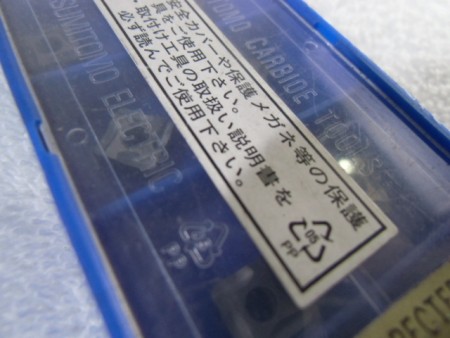 安全カバーや保護メガネ等の保護
具をご使用下さい。
取付け工具の取扱い説明書を
必ず読んでご使用下さい。
05
PP
SUMITOMO ELECTRIC
CARBIDE
PP